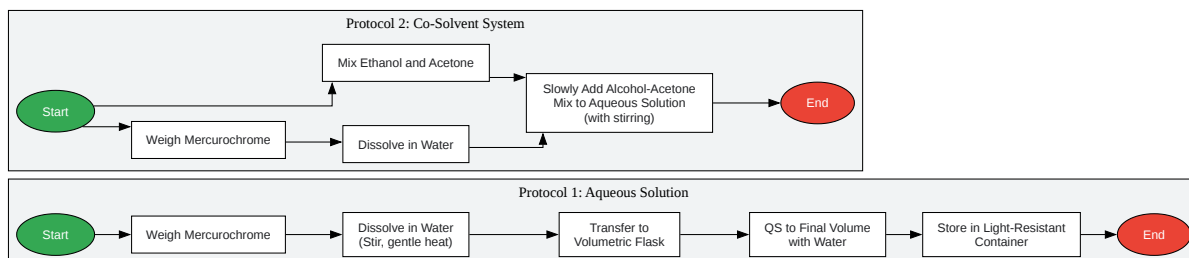 Protocol 2: Co-Solvent System
Mix Ethanol and Acetone
Start
Weigh Mercurochrome
Dissolve in Water
Slowly Add Alcohol-Acetone
Mix to Aqueous Solution
(with stirring)
End
Protocol 1: Aqueous Solution
Start
Weigh Mercurochrome
Dissolve in Water
(Stir, gentle heat)
Transfer to
Volumetric Flask
QS to Final Volume
with Water
Store in Light-Resistant
Container
End